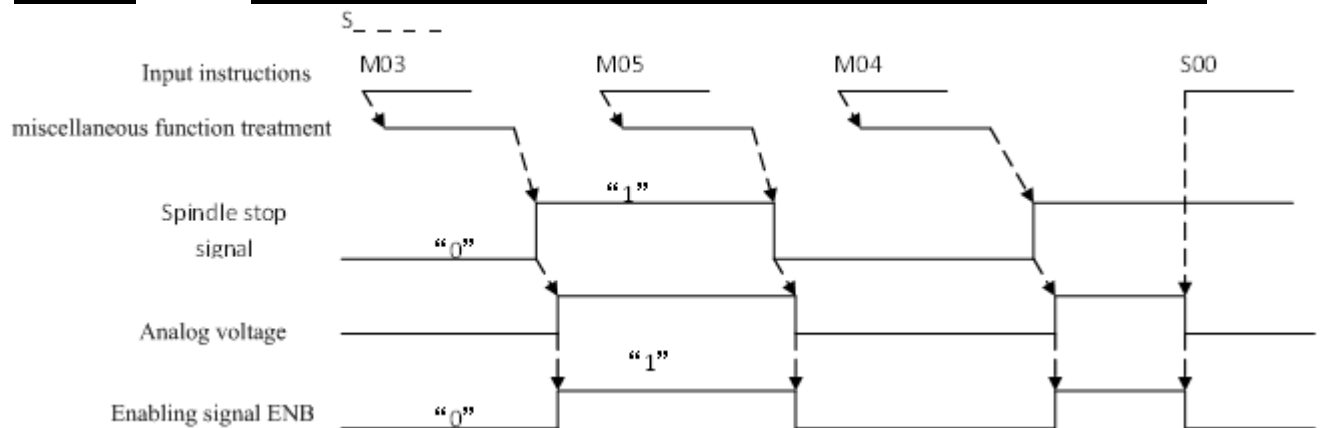 S_ _ _ _
Input instructions M03 M05 M04 S00
miscellaneous function treatment
“1”
Spindle stop
signal
“0”
Analog voltage
“1”
Enabling signal ENB “0”